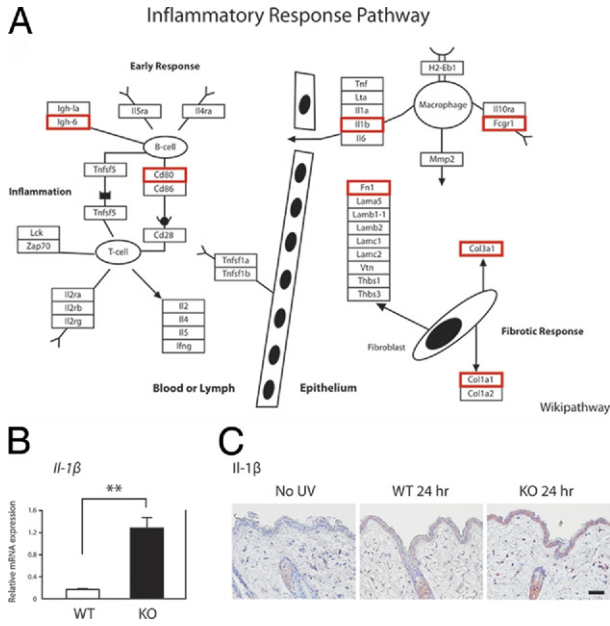 A
Inflammatory Response Pathway
Early Response
Igh-Ia
Igh-6
Il5ra
Il4ra
B-cell
Tnfsf5
Cd80
Cd86
Inflammation
Tnfsf5
Cd28
Lck
Zap70
T-cell
Il2ra
Il2rb
Il2rg
Il2
Il4
Il5
Ifng
Tnfsf1a
Tnfsf1b
Blood or Lymph
Epithelium
Tnf
Lta
Il1a
Il1b
Il6
H2-Eb1
Macrophage
Il10ra
Fcgr1
Mmp2
Fn1
Lama5
Lamb1-1
Lamb2
Lamc1
Lamc2
Vtn
Thbs1
Thbs3
Col3a1
Fibroblast
Fibrotic Response
Col1a1
Col1a2
Wikipathway
B
Il-1β
**
Relative mRNA expression
1.6
1.2
0.8
0.4
0
WT
KO
C
Il-1β
No UV
WT 24 hr
KO 24 hr